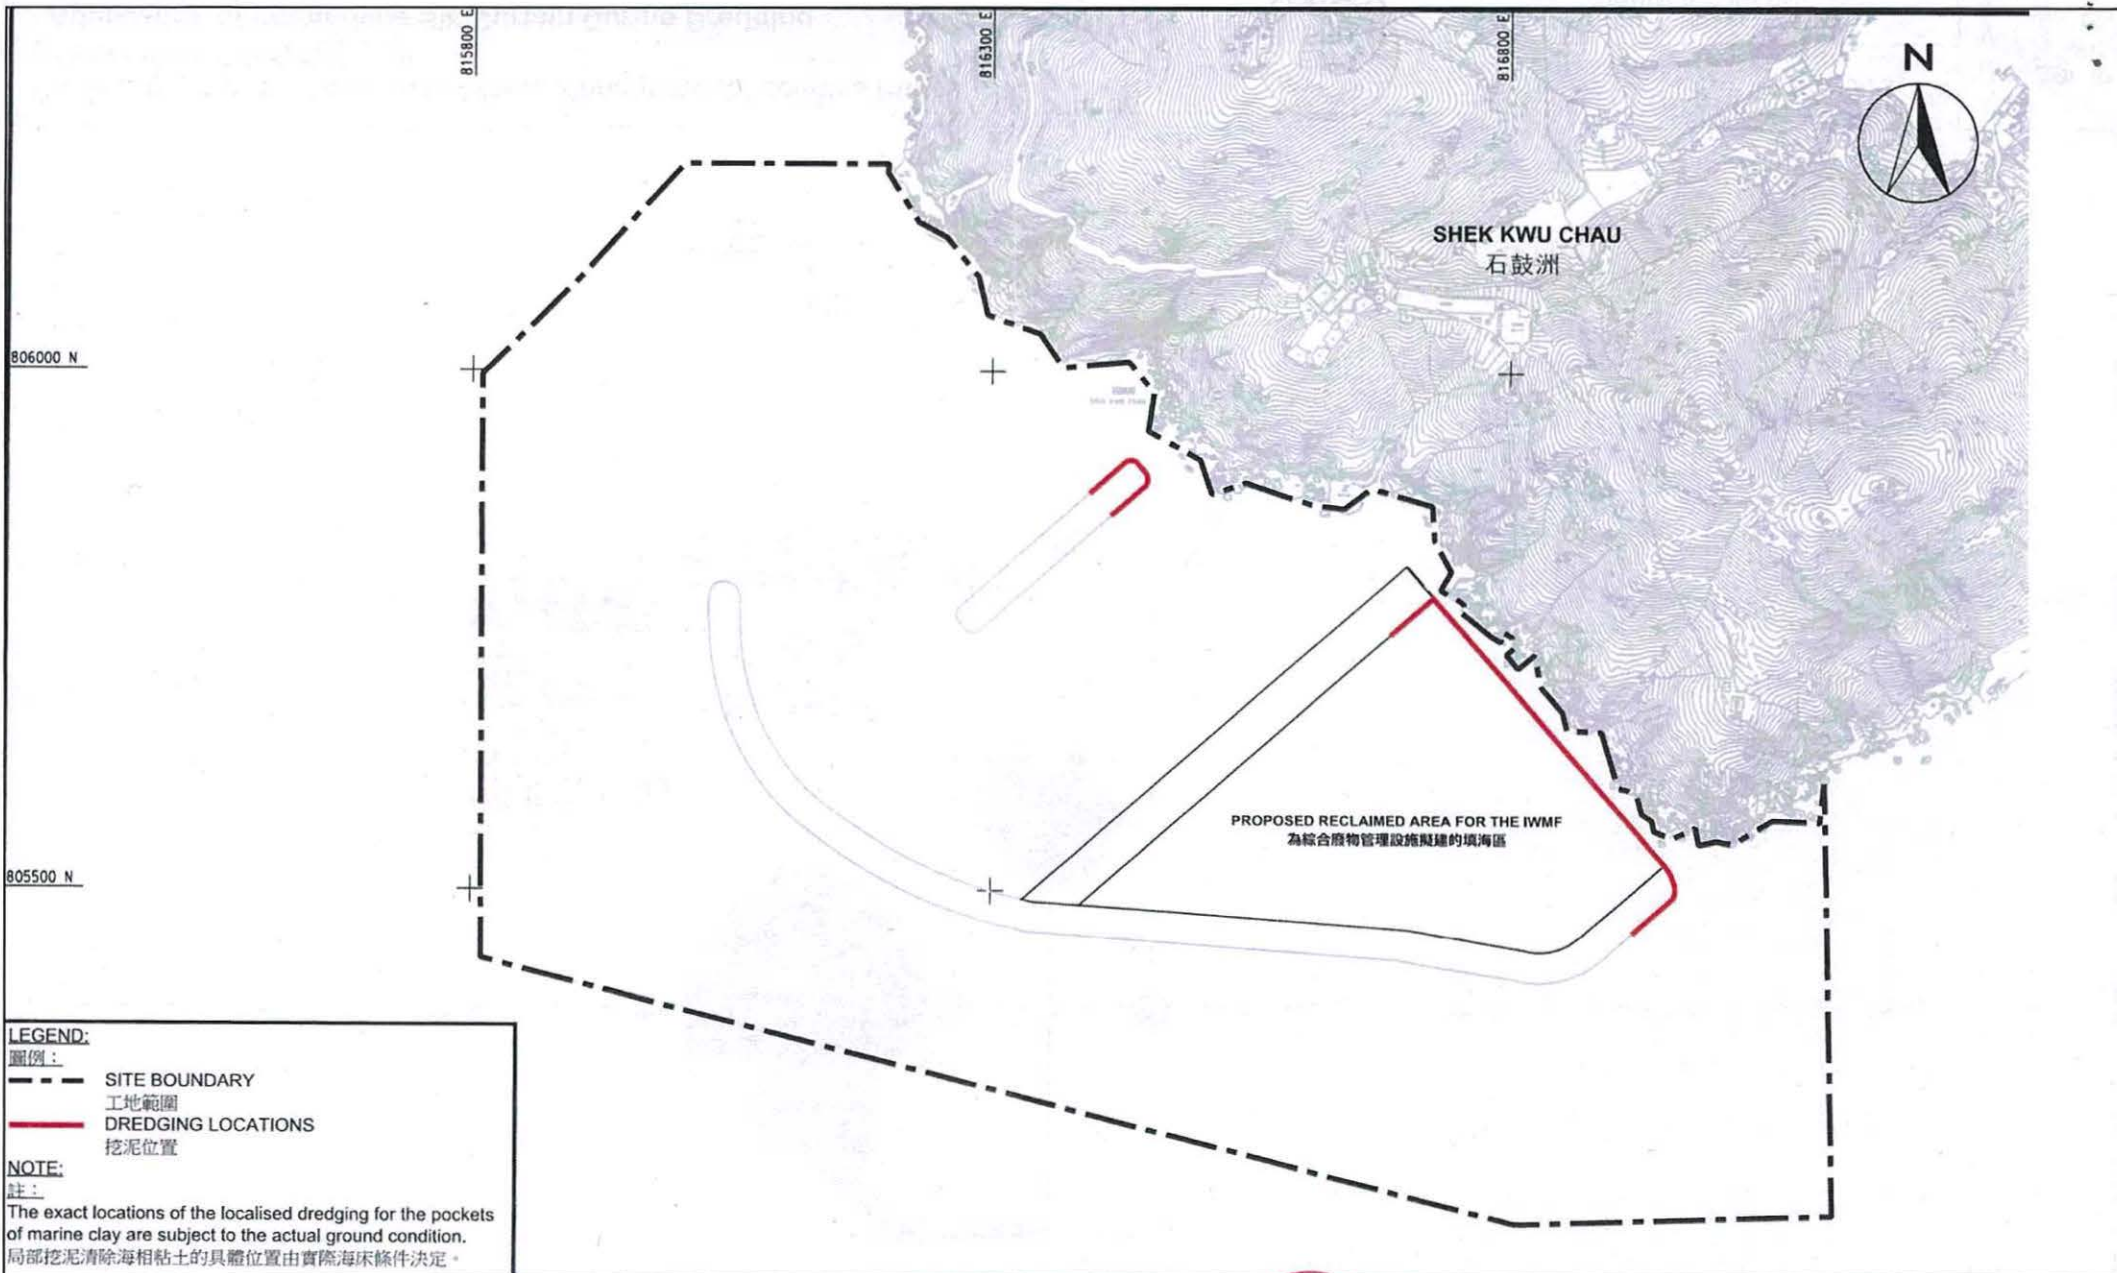 815800 E
816300 E
816800 E
N
SHEK KWU CHAU
石鼓洲
806000 N
PROPOSED RECLAIMED AREA FOR THE IWMF
為綜合廢物管理設施擬建的填海區
805500 N
LEGEND:
圖例：
SITE BOUNDARY
工地範圍
DREDGING LOCATIONS
挖泥位置
NOTE:
註：
The exact locations of the localised dredging for the pockets
of marine clay are subject to the actual ground condition.
局部挖泥清除海相粘土的具體位置由實際海床條件決定。